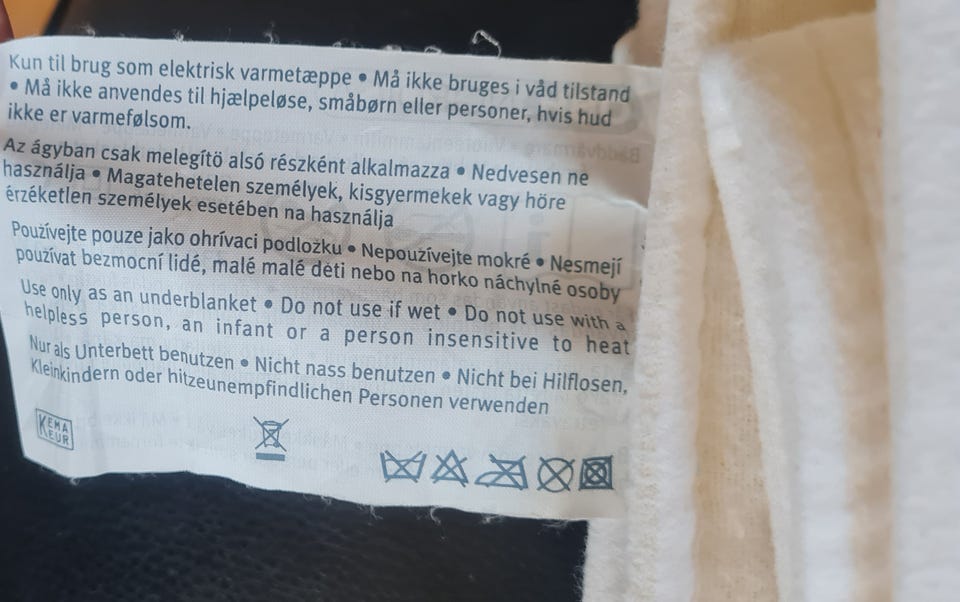 Kun til brug som elektrisk varmetæppe • Må ikke bruges i våd tilstand
• Må ikke anvendes til hjælpeløse, småbørn eller personer, hvis hud
ikke er varmefølsom.
Az ágyban csak melegítö alsó részként alkalmazza • Nedvesen ne
használja • Magatehetelen személyek, kisgyermekek vagy höre
érzéketlen személyek esetében na használja
Používejte pouze jako ohrívaci podložku • Nepoužívejte mokré • Nesmejí
používat bezmocní lidé, malé malé děti nebo na horko náchylné osoby
Use only as an underblanket • Do not use if wet • Do not use with a
helpless person, an infant or a person insensitive to heat
Nur als Unterbett benutzen • Nicht nass benutzen • Nicht bei Hilflosen,
Kleinkindern oder hitzeunempfindlichen Personen verwenden
KEMA
KEUR